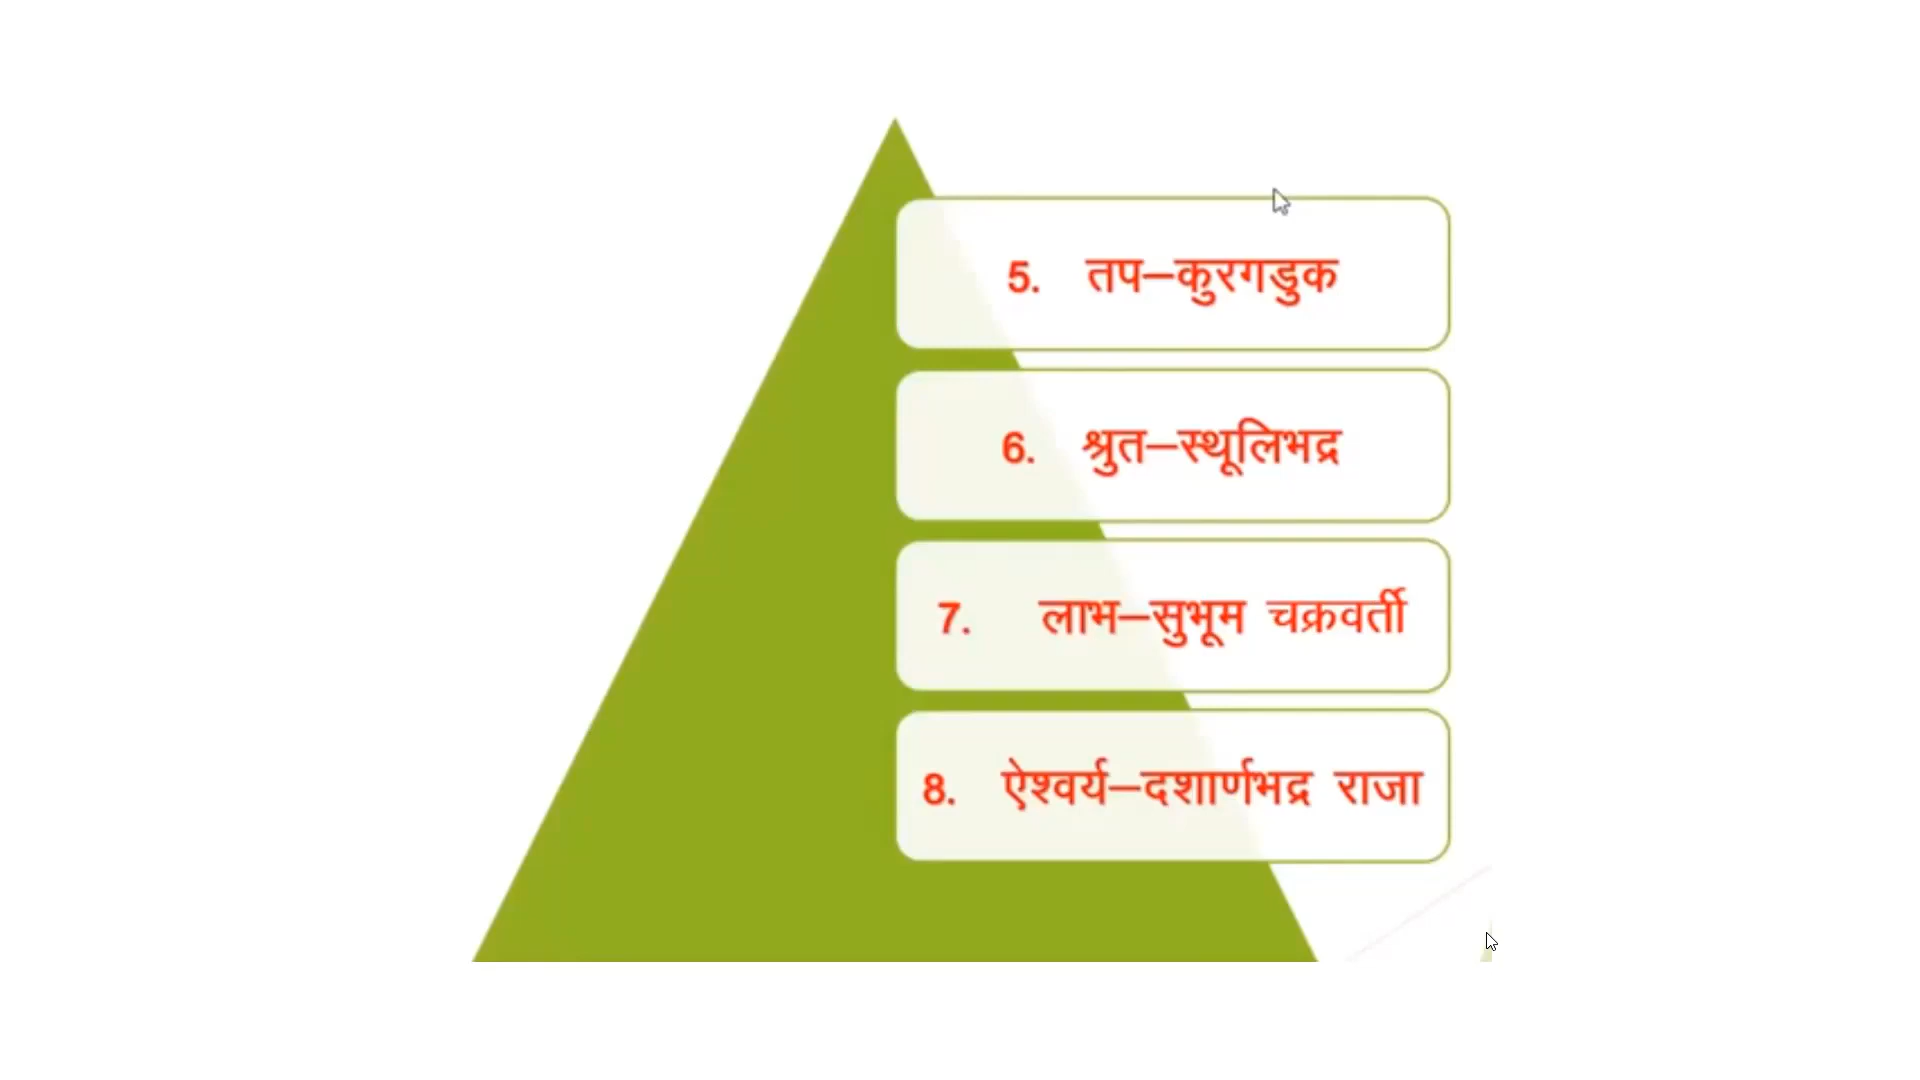 5. तप–कुरगडुक
6. श्रुत–स्थूलिभद्र
7. लाभ–सुभूम चक्रवर्ती
8. ऐश्वर्य–दशार्णभद्र राजा